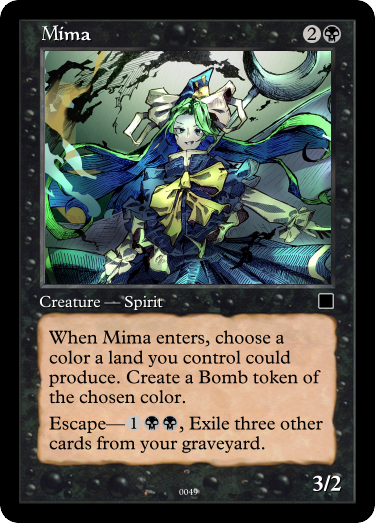 Mima 2
Creature — Spirit
When Mima enters, choose a
color a land you control could
produce. Create a Bomb token of
the chosen color.
Escape— 1 , Exile three other
cards from your graveyard.
3/2
0049